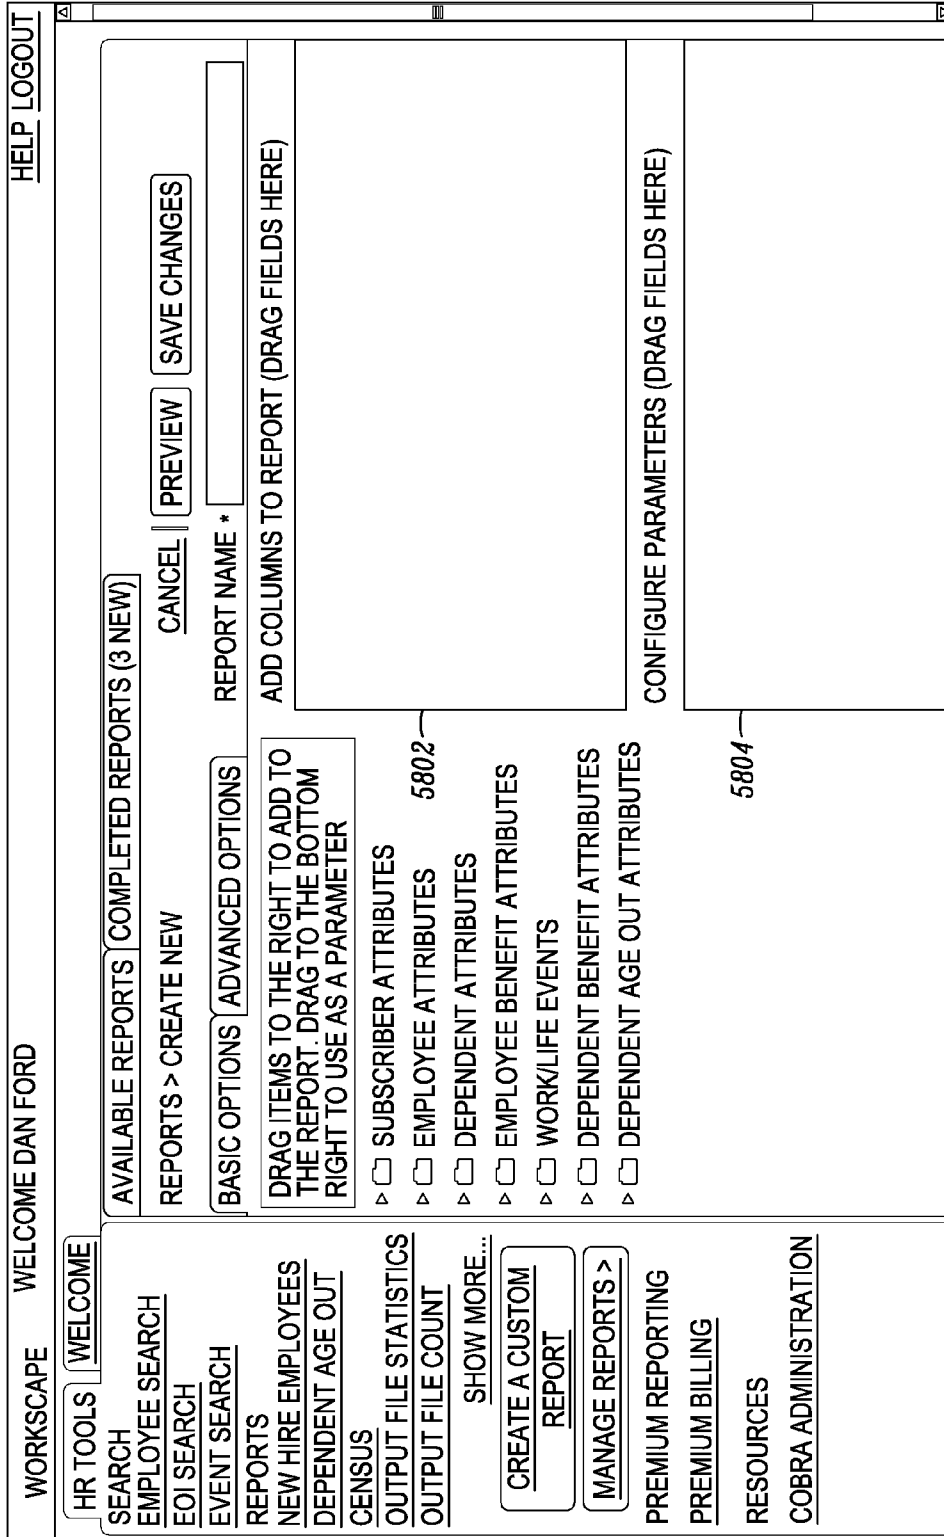 WORKSCAPE
WELCOME DAN FORD
HELP LOGOUT
HR TOOLS
WELCOME
SEARCH
EMPLOYEE SEARCH
EOI SEARCH
EVENT SEARCH
REPORTS
NEW HIRE EMPLOYEES
DEPENDENT AGE OUT
CENSUS
OUTPUT FILE STATISTICS
OUTPUT FILE COUNT
SHOW MORE...
CREATE A CUSTOM
REPORT
MANAGE REPORTS >
PREMIUM REPORTING
PREMIUM BILLING
RESOURCES
COBRA ADMINISTRATION
AVAILABLE REPORTS
COMPLETED REPORTS (3 NEW)
REPORTS > CREATE NEW
CANCEL
PREVIEW
SAVE CHANGES
BASIC OPTIONS
ADVANCED OPTIONS
REPORT NAME *
DRAG ITEMS TO THE RIGHT TO ADD TO
THE REPORT. DRAG TO THE BOTTOM
RIGHT TO USE AS A PARAMETER
SUBSCRIBER ATTRIBUTES
EMPLOYEE ATTRIBUTES
DEPENDENT ATTRIBUTES
EMPLOYEE BENEFIT ATTRIBUTES
WORK/LIFE EVENTS
DEPENDENT BENEFIT ATTRIBUTES
DEPENDENT AGE OUT ATTRIBUTES
ADD COLUMNS TO REPORT (DRAG FIELDS HERE)
5802
CONFIGURE PARAMETERS (DRAG FIELDS HERE)
5804